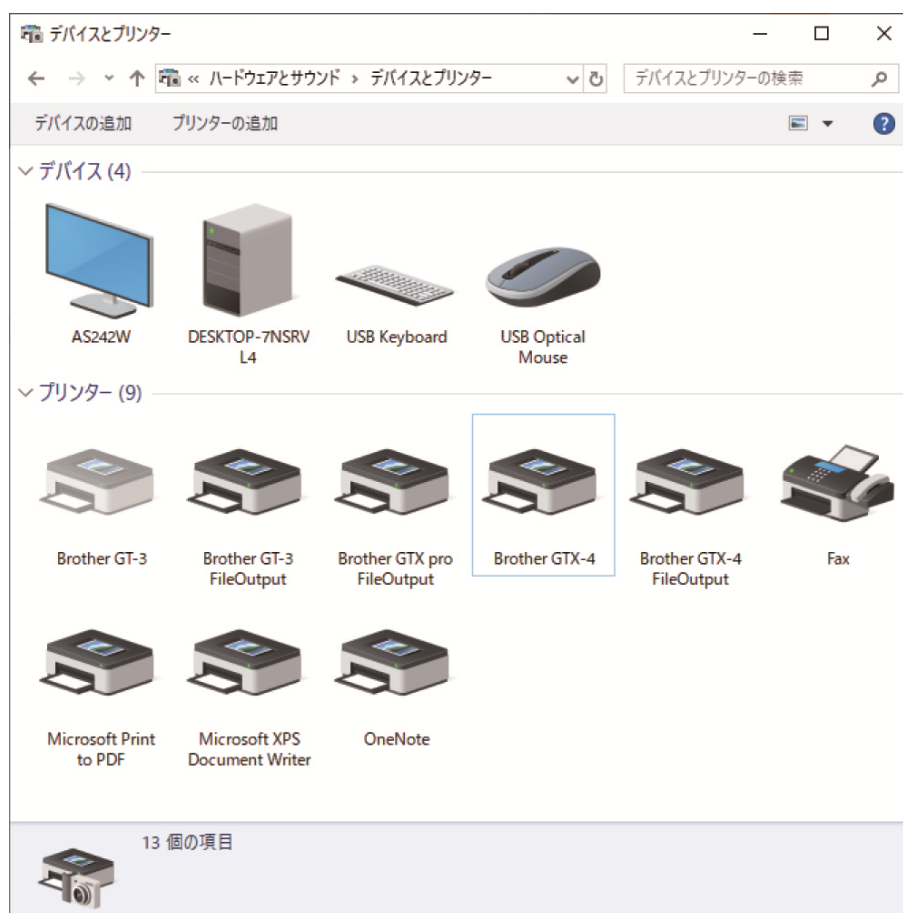 デバイスとプリンター
« ハードウェアとサウンド › デバイスとプリンター
デバイスとプリンターの検索
デバイスの追加 プリンターの追加
デバイス (4)
AS242W
DESKTOP-7NSRV
L4
USB Keyboard
USB Optical
Mouse
プリンター (9)
Brother GT-3
Brother GT-3
FileOutput
Brother GTX pro
FileOutput
Brother GTX-4
Brother GTX-4
FileOutput
Fax
Microsoft Print
to PDF
Microsoft XPS
Document Writer
OneNote
13 個の項目